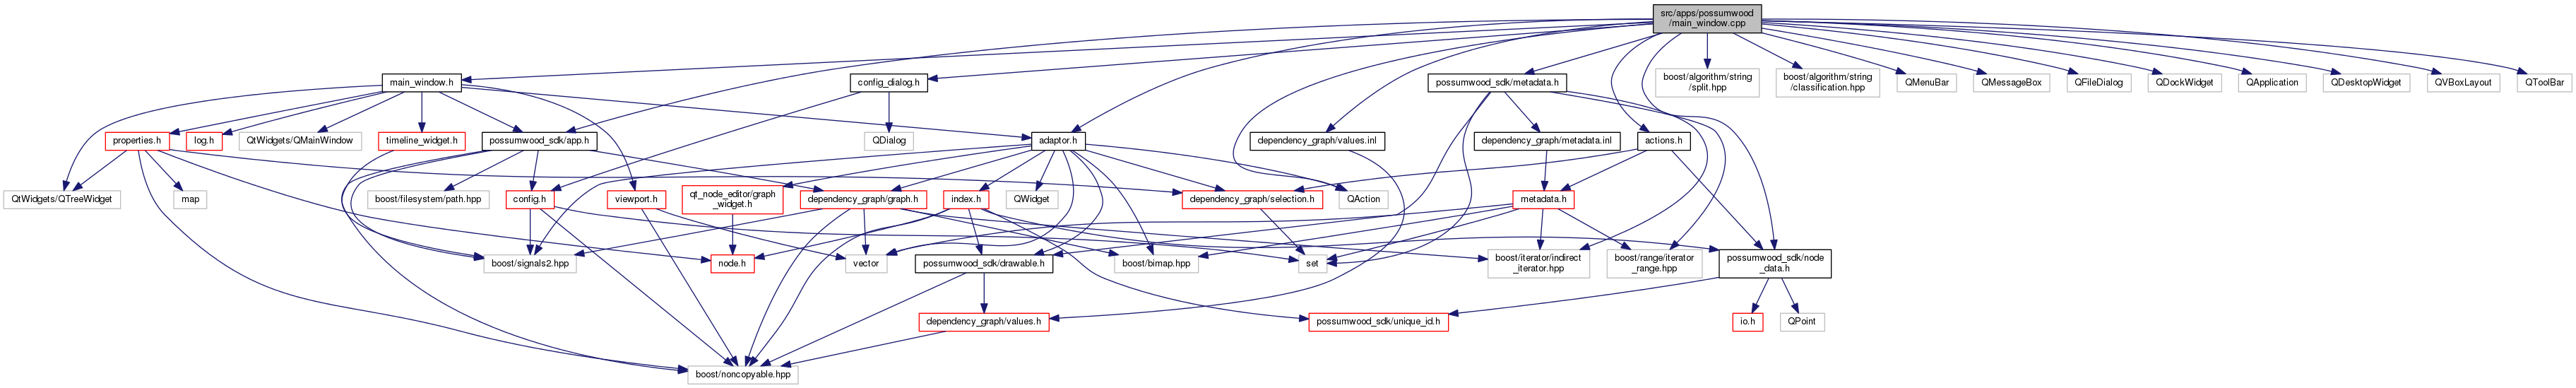 src/apps/possumwood
/main_window.cpp
main_window.h
config_dialog.h
possumwood_sdk/metadata.h
boost/algorithm/string
/split.hpp
boost/algorithm/string
/classification.hpp
QMenuBar
QMessageBox
QFileDialog
QDockWidget
QApplication
QDesktopWidget
QVBoxLayout
QToolBar
properties.h
log.h
QtWidgets/QMainWindow
timeline_widget.h
possumwood_sdk/app.h
QDialog
adaptor.h
dependency_graph/values.inl
dependency_graph/metadata.inl
actions.h
QtWidgets/QTreeWidget
map
boost/filesystem/path.hpp
config.h
viewport.h
qt_node_editor/graph
_widget.h
dependency_graph/graph.h
index.h
QWidget
dependency_graph/selection.h
QAction
metadata.h
boost/signals2.hpp
node.h
vector
possumwood_sdk/drawable.h
boost/bimap.hpp
set
boost/iterator/indirect
_iterator.hpp
boost/range/iterator
_range.hpp
possumwood_sdk/node
_data.h
dependency_graph/values.h
possumwood_sdk/unique_id.h
io.h
QPoint
boost/noncopyable.hpp